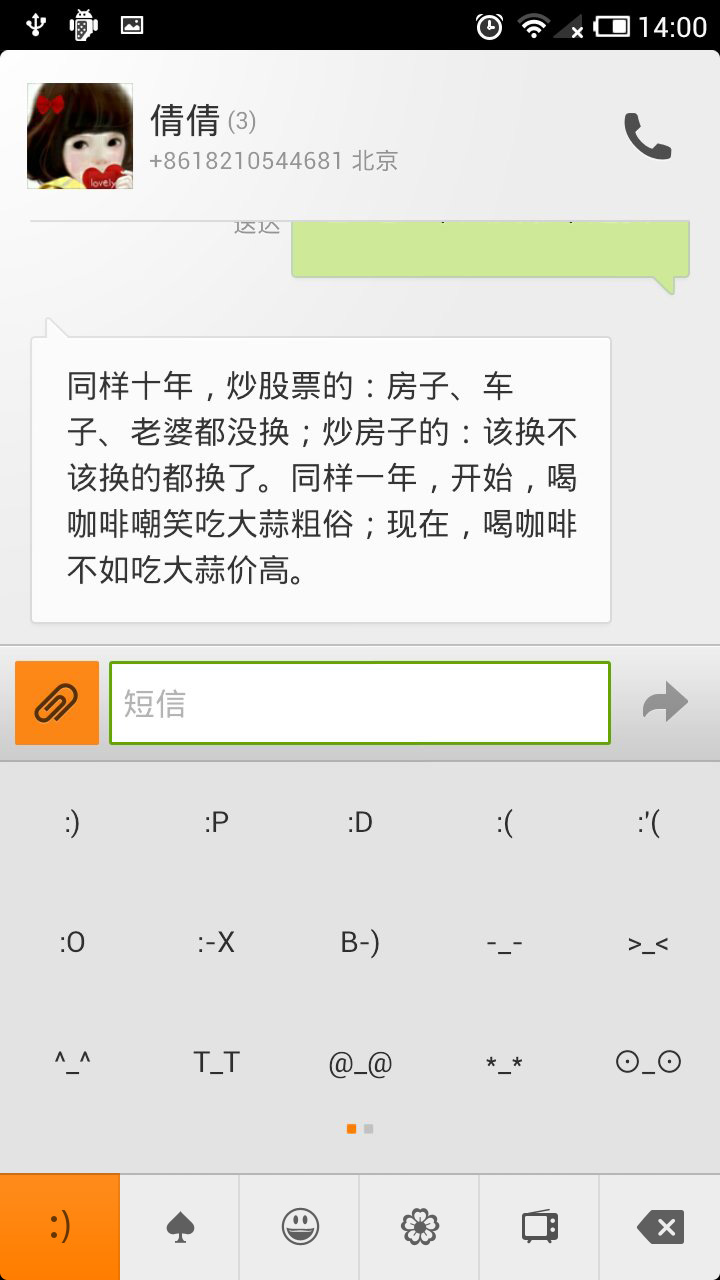 14:00
倩倩 (3)
+8618210544681 北京
lovely
送达
同样十年，炒股票的：房子、车
子、老婆都没换；炒房子的：该换不
该换的都换了。同样一年，开始，喝
咖啡嘲笑吃大蒜粗俗；现在，喝咖啡
不如吃大蒜价高。
短信
:) :P :D :( :'(
:O :-X B-) -_- >_<
^_^ T_T @_@ *_* ⊙_⊙
:)